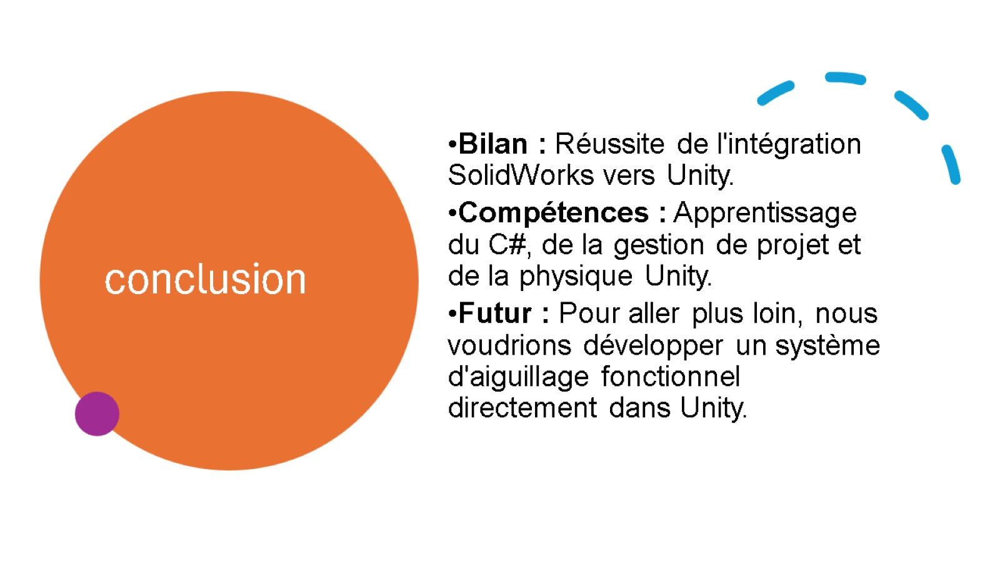 conclusion
•Bilan : Réussite de l'intégration
SolidWorks vers Unity.
•Compétences : Apprentissage
du C#, de la gestion de projet et
de la physique Unity.
•Futur : Pour aller plus loin, nous
voudrions développer un système
d'aiguillage fonctionnel
directement dans Unity.